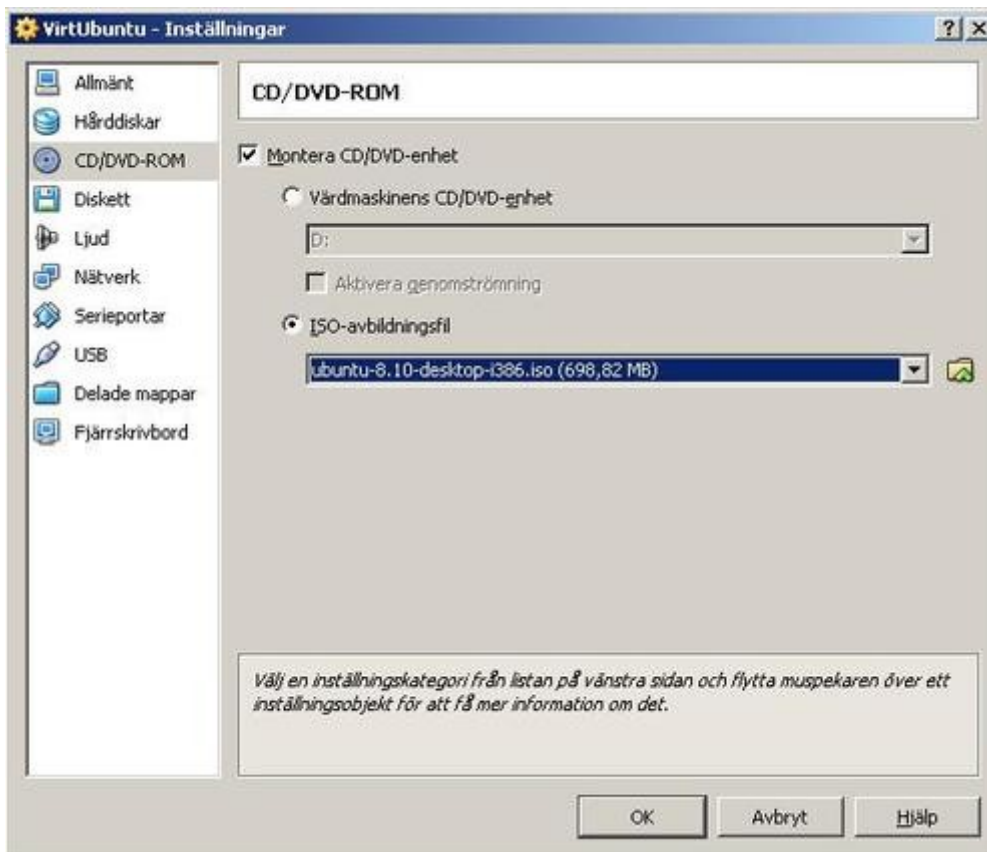 VirtUbuntu - Inställningar
Allmänt
Hårddiskar
CD/DVD-ROM
Diskett
Ljud
Nätverk
Serieportar
USB
Delade mappar
Fjärrskrivbord
CD/DVD-ROM
Montera CD/DVD-enhet
Värdmaskinens CD/DVD-enhet
D:
Aktivera genomströmning
ISO-avbildningsfil
ubuntu-8.10-desktop-i386.iso (698,82 MB)
Välj en inställningskategori från listan på vänstra sidan och flytta muspekaren över ett
inställningsobjekt för att få mer information om det.
OK
Avbryt
Hjälp